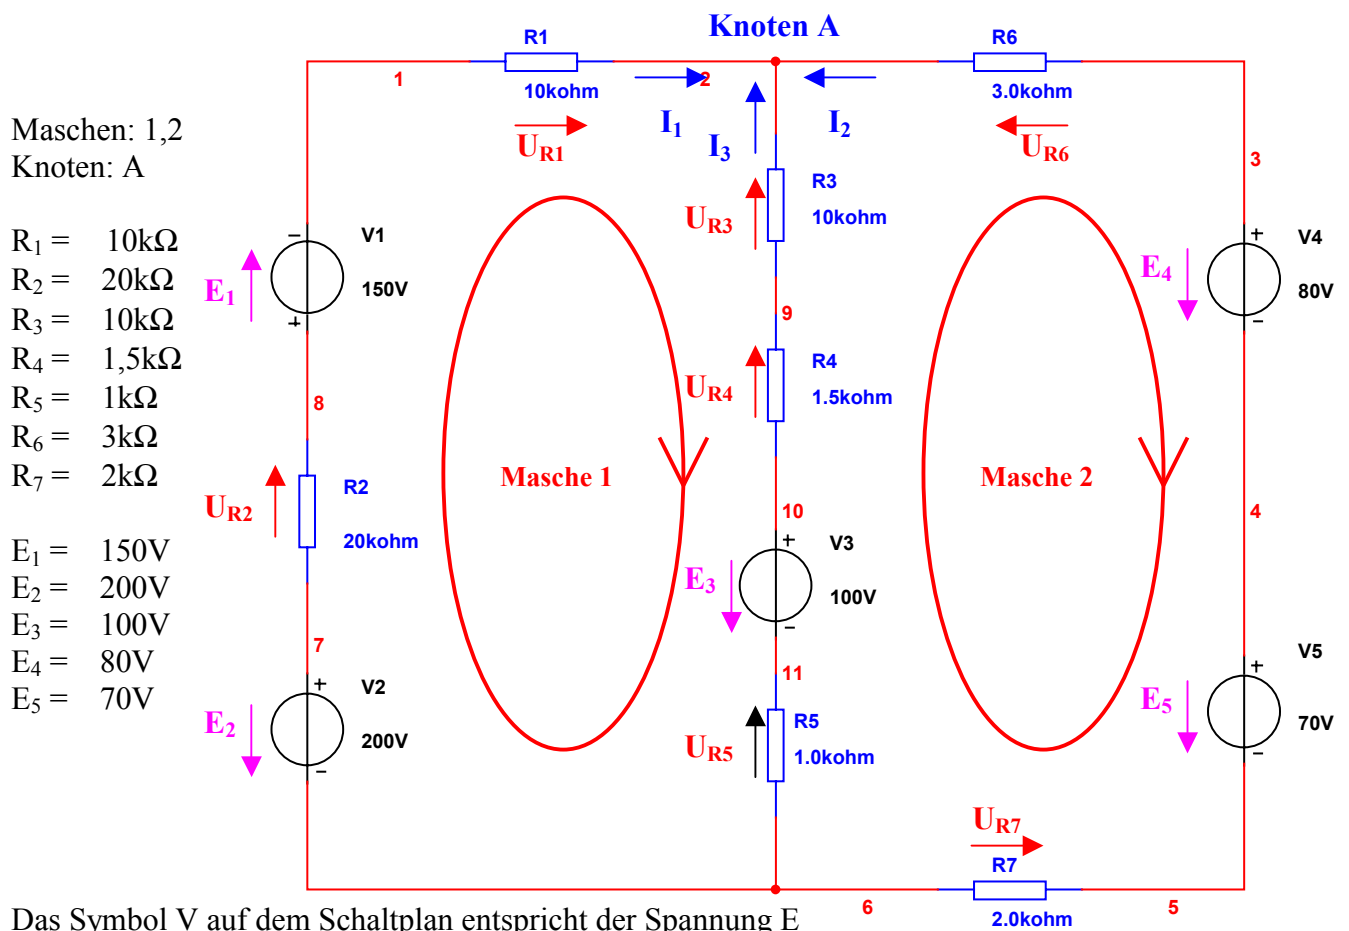 Knoten A
R1
R6
1
2
10kohm
3.0kohm
I1
I3
I2
UR1
UR6
Maschen: 1,2
Knoten: A
3
R3
10kohm
UR3
R1 = 10kΩ
R2 = 20kΩ
R3 = 10kΩ
R4 = 1,5kΩ
R5 = 1kΩ
R6 = 3kΩ
R7 = 2kΩ
E1
−
V1
150V
+
E4
+
V4
80V
−
9
R4
1.5kohm
UR4
8
UR2
R2
20kohm
Masche 1
Masche 2
10
4
E1 = 150V
E2 = 200V
E3 = 100V
E4 = 80V
E5 = 70V
E3
+
V3
100V
−
7
E2
+
V2
200V
−
11
UR5
R5
1.0kohm
E5
+
V5
70V
−
UR7
R7
2.0kohm
6
5
Das Symbol V auf dem Schaltplan entspricht der Spannung E